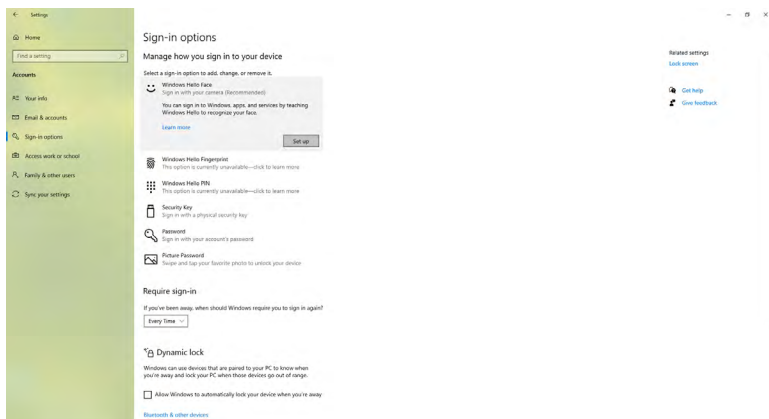 Settings
Home
Find a setting
Accounts
Your info
Email & accounts
Sign-in options
Access work or school
Family & other users
Sync your settings
Sign-in options
Manage how you sign in to your device
Select a sign-in option to add, change, or remove it.
Windows Hello Face
Sign in with your camera (Recommended)
You can sign in to Windows, apps, and services by teaching
Windows Hello to recognize your face.
Learn more
Set up
Windows Hello Fingerprint
This option is currently unavailable—click to learn more
Windows Hello PIN
This option is currently unavailable—click to learn more
Security Key
Sign in with a physical security key
Password
Sign in with your account's password
Picture Password
Swipe and tap your favorite photo to unlock your device
Require sign-in
If you've been away, when should Windows require you to sign in again?
Every Time
Dynamic lock
Windows can use devices that are paired to your PC to know when
you're away and lock your PC when those devices go out of range.
Allow Windows to automatically lock your device when you're away
Bluetooth & other devices
Related settings
Lock screen
Get help
Give feedback